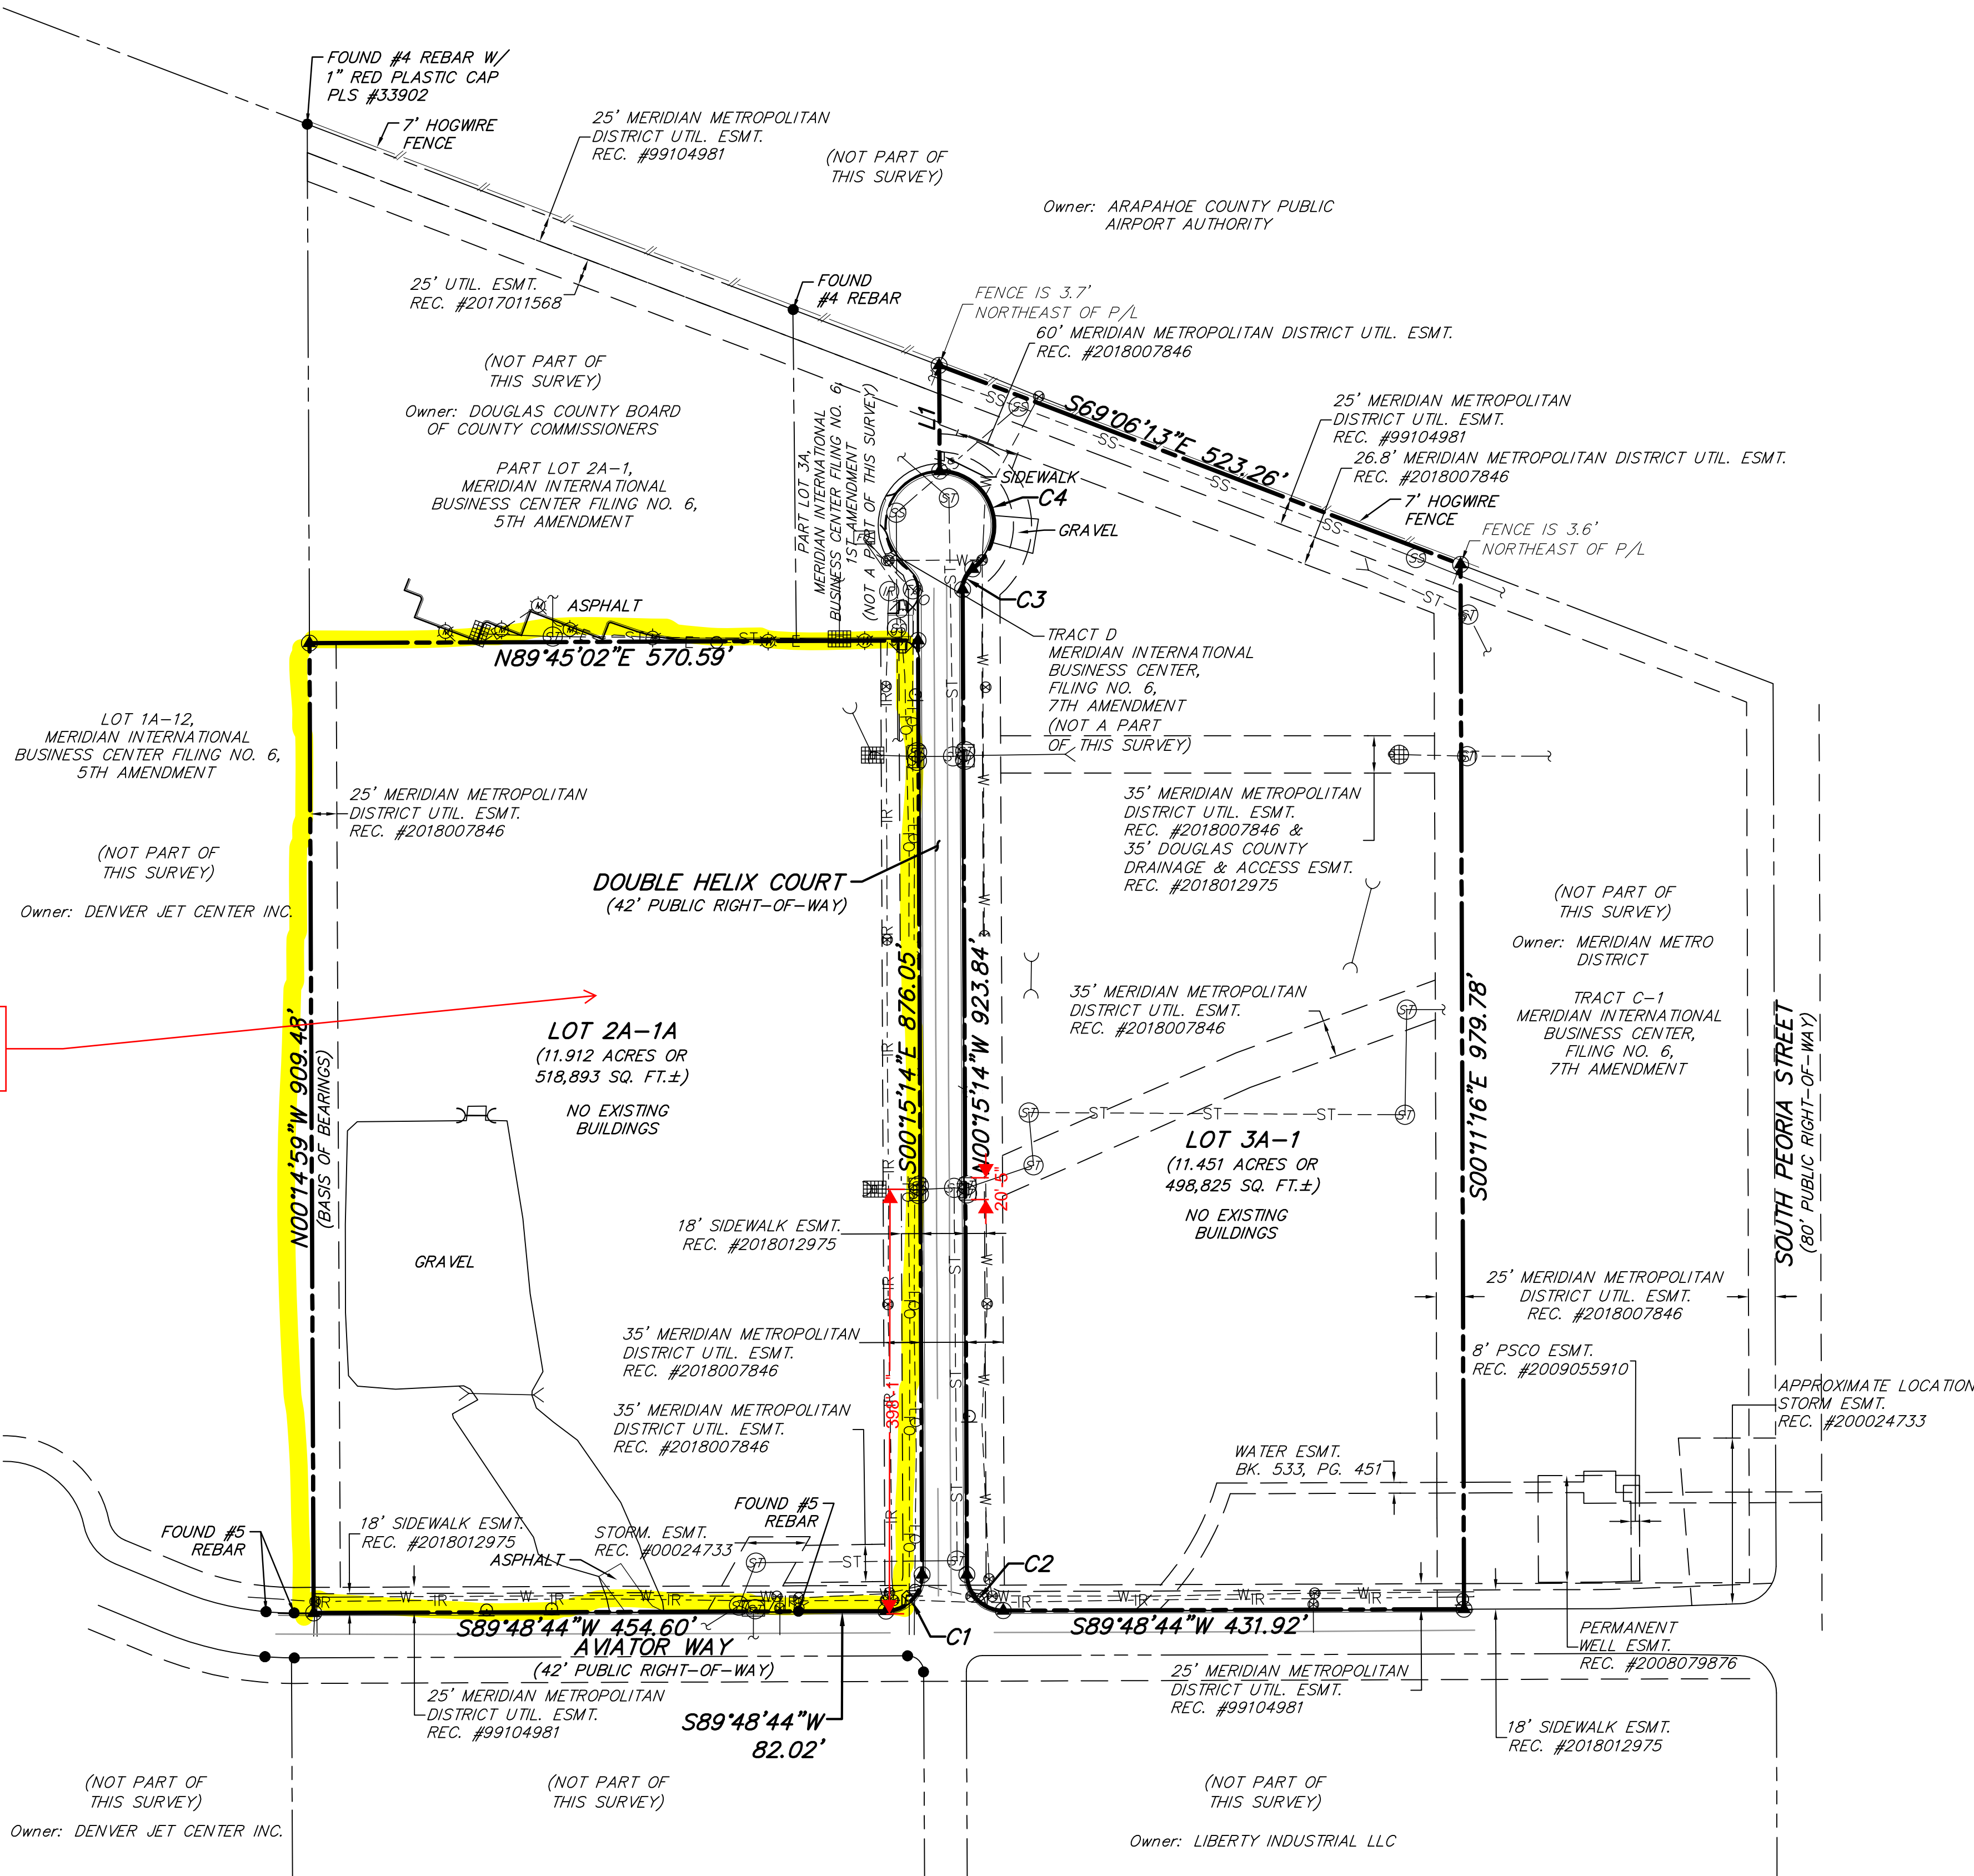 FOUND #4 REBAR W/
1" RED PLASTIC CAP
PLS #33902
7' HOGWIRE
FENCE
25' MERIDIAN METROPOLITAN
DISTRICT UTIL. ESMT.
REC. #99104981
(NOT PART OF
THIS SURVEY)
Owner: ARAPAHOE COUNTY PUBLIC
AIRPORT AUTHORITY
25' UTIL. ESMT.
REC. #2017011568
FOUND
#4 REBAR
FENCE IS 3.7'
NORTHEAST OF P/L
60' MERIDIAN METROPOLITAN DISTRICT UTIL. ESMT.
REC. #2018007846
(NOT PART OF
THIS SURVEY)
Owner: DOUGLAS COUNTY BOARD
OF COUNTY COMMISSIONERS
PART LOT 2A-1,
MERIDIAN INTERNATIONAL
BUSINESS CENTER FILING NO. 6,
5TH AMENDMENT
PART LOT 3A,
MERIDIAN INTERNATIONAL
BUSINESS CENTER FILING NO. 6,
1ST AMENDMENT
(NOT A PART OF THIS SURVEY)
L1
S69°06'13"E 523.26'
25' MERIDIAN METROPOLITAN
DISTRICT UTIL. ESMT.
REC. #99104981
26.8' MERIDIAN METROPOLITAN DISTRICT UTIL. ESMT.
REC. #2018007846
7' HOGWIRE
FENCE
FENCE IS 3.6'
NORTHEAST OF P/L
SIDEWALK
C4
GRAVEL
C3
ASPHALT
N89°45'02"E 570.59'
TRACT D
MERIDIAN INTERNATIONAL
BUSINESS CENTER,
FILING NO. 6,
7TH AMENDMENT
(NOT A PART
OF THIS SURVEY)
LOT 1A-12,
MERIDIAN INTERNATIONAL
BUSINESS CENTER FILING NO. 6,
5TH AMENDMENT
25' MERIDIAN METROPOLITAN
DISTRICT UTIL. ESMT.
REC. #2018007846
(NOT PART OF
THIS SURVEY)
Owner: DENVER JET CENTER INC.
35' MERIDIAN METROPOLITAN
DISTRICT UTIL. ESMT.
REC. #2018007846 &
35' DOUGLAS COUNTY
DRAINAGE & ACCESS ESMT.
REC. #2018012975
DOUBLE HELIX COURT
(42' PUBLIC RIGHT-OF-WAY)
(NOT PART OF
THIS SURVEY)
Owner: MERIDIAN METRO
DISTRICT
TRACT C-1
MERIDIAN INTERNATIONAL
BUSINESS CENTER,
FILING NO. 6,
7TH AMENDMENT
N00°14'59"W 909.48'
(BASIS OF BEARINGS)
S00°15'14"E 876.05'
N00°15'14"W 923.84'
S00°11'16"E 979.78'
SOUTH PEORIA STREET
(80' PUBLIC RIGHT-OF-WAY)
35' MERIDIAN METROPOLITAN
DISTRICT UTIL. ESMT.
REC. #2018007846
LOT 2A-1A
(11.912 ACRES OR
518,893 SQ. FT.±)
NO EXISTING
BUILDINGS
LOT 3A-1
(11.451 ACRES OR
498,825 SQ. FT.±)
NO EXISTING
BUILDINGS
20'-5"
18' SIDEWALK ESMT.
REC. #2018012975
GRAVEL
25' MERIDIAN METROPOLITAN
DISTRICT UTIL. ESMT.
REC. #2018007846
35' MERIDIAN METROPOLITAN
DISTRICT UTIL. ESMT.
REC. #2018007846
8' PSCO ESMT.
REC. #2009055910
APPROXIMATE LOCATION
STORM ESMT.
REC. #200024733
398'-1"
35' MERIDIAN METROPOLITAN
DISTRICT UTIL. ESMT.
REC. #2018007846
WATER ESMT.
BK. 533, PG. 451
FOUND #5
REBAR
FOUND #5
REBAR
18' SIDEWALK ESMT.
REC. #2018012975
STORM. ESMT.
REC. #00024733
ASPHALT
C2
S89°48'44"W 454.60'
S89°48'44"W 431.92'
C1
AVIATOR WAY
(42' PUBLIC RIGHT-OF-WAY)
PERMANENT
WELL ESMT.
REC. #2008079876
25' MERIDIAN METROPOLITAN
DISTRICT UTIL. ESMT.
REC. #99104981
S89°48'44"W
82.02'
25' MERIDIAN METROPOLITAN
DISTRICT UTIL. ESMT.
REC. #99104981
18' SIDEWALK ESMT.
REC. #2018012975
(NOT PART OF
THIS SURVEY)
Owner: DENVER JET CENTER INC.
(NOT PART OF
THIS SURVEY)
(NOT PART OF
THIS SURVEY)
Owner: LIBERTY INDUSTRIAL LLC